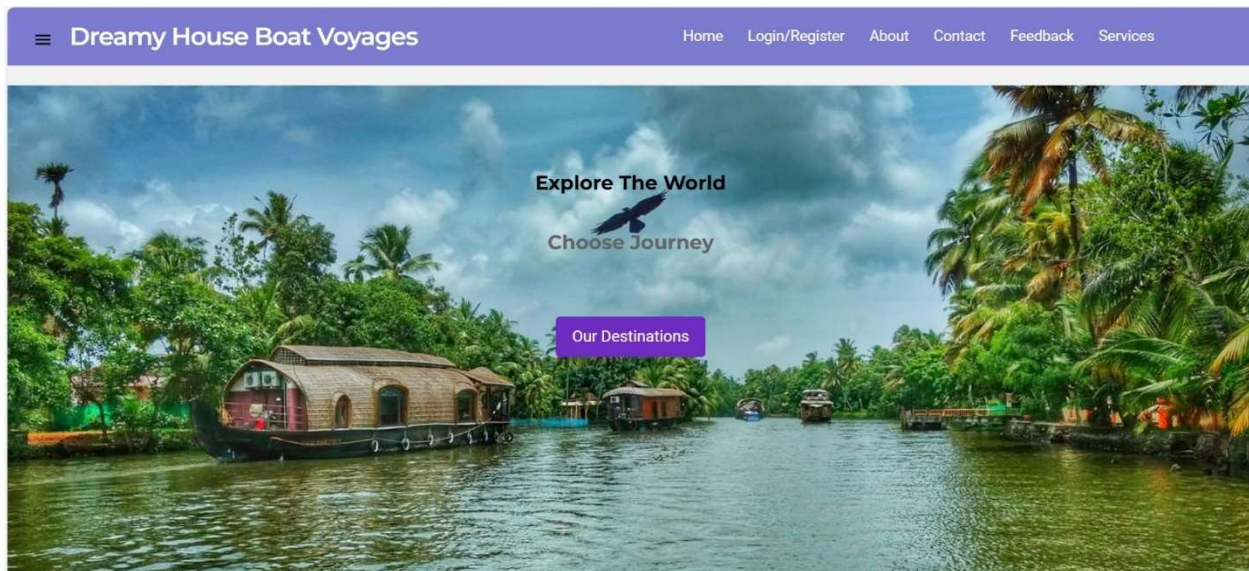 Dreamy House Boat Voyages Home Login/Register About Contact Feedback Services
Explore The World
Choose Journey
Our Destinations